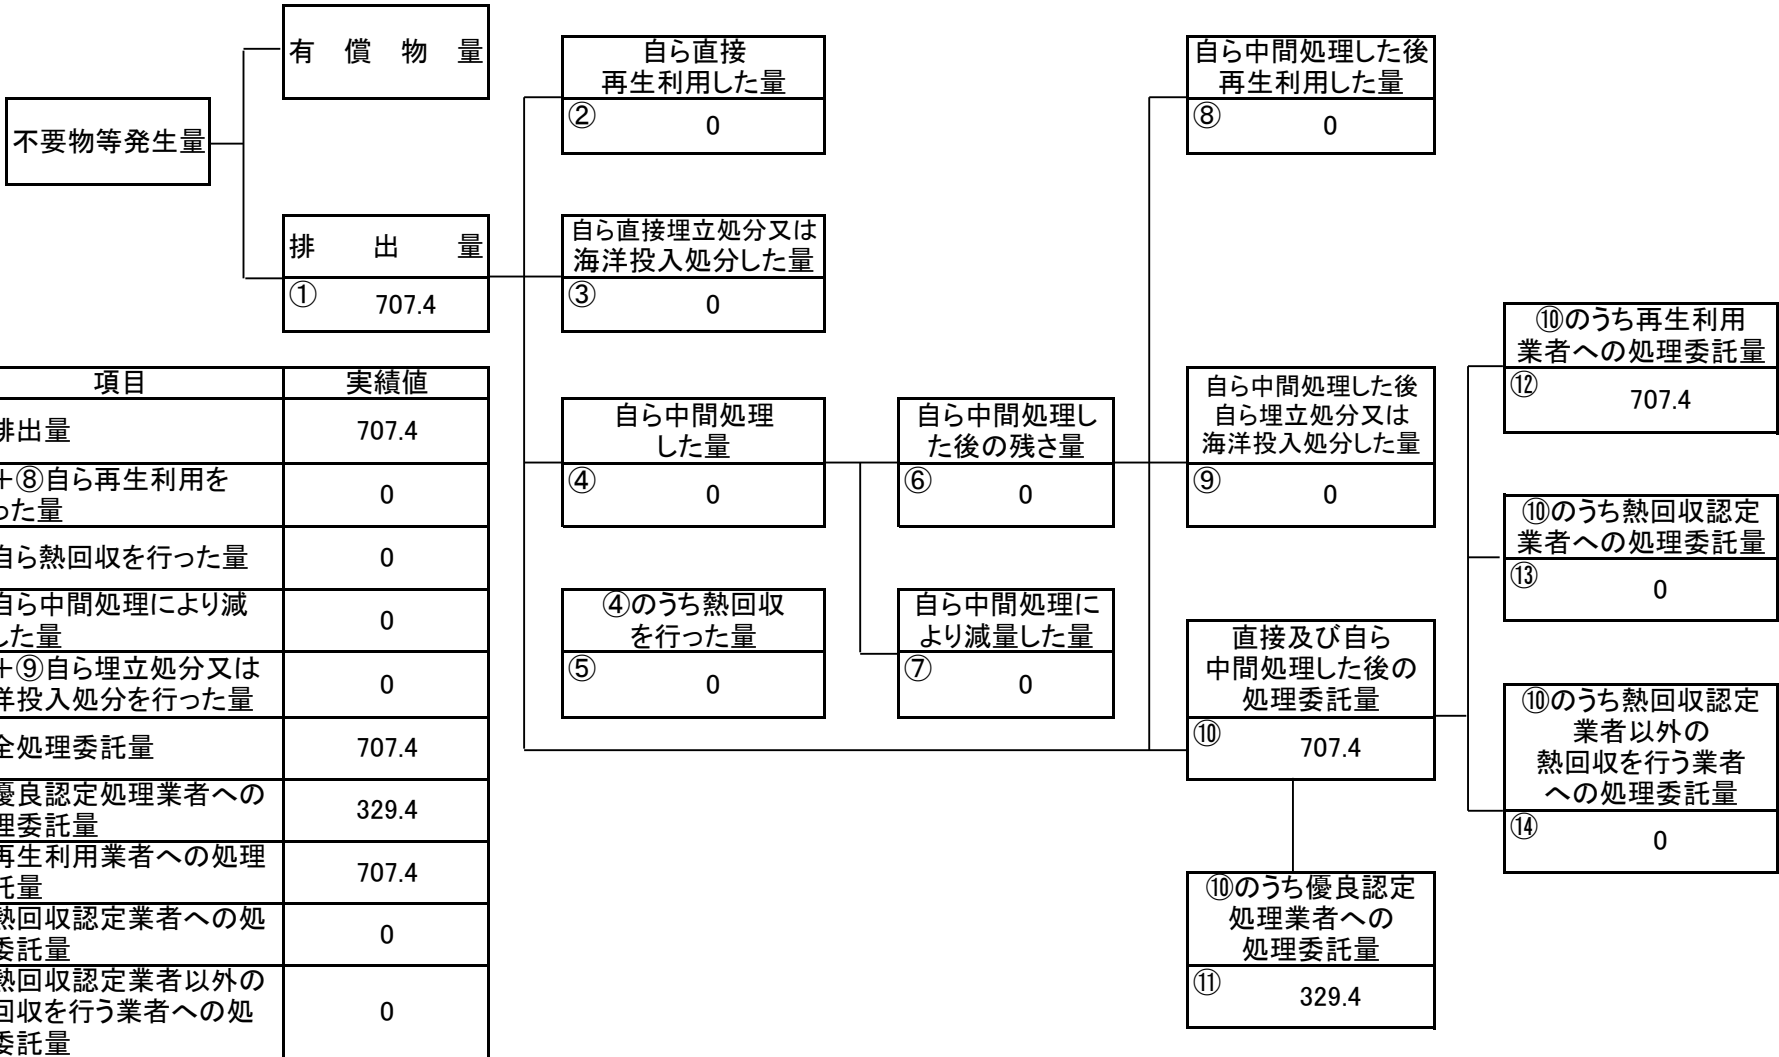 有償物量
不要物等発生量
排出量
① 707.4
自ら直接
再生利用した量
② 0
自ら直接埋立処分又は
海洋投入処分した量
③ 0
自ら中間処理
した量
④ 0
④のうち熱回収
を行った量
⑤ 0
自ら中間処理し
た後の残さ量
⑥ 0
自ら中間処理に
より減量した量
⑦ 0
自ら中間処理した後
再生利用した量
⑧ 0
自ら中間処理した後
自ら埋立処分又は
海洋投入処分した量
⑨ 0
直接及び自ら
中間処理した後の
処理委託量
⑩ 707.4
⑩のうち優良認定
処理業者への
処理委託量
⑪ 329.4
⑩のうち再生利用
業者への処理委託量
⑫ 707.4
⑩のうち熱回収認定
業者への処理委託量
⑬ 0
⑩のうち熱回収認定
業者以外の
熱回収を行う業者
への処理委託量
⑭ 0
項目 実績値
排出量 707.4
+⑧自ら再生利用を
った量 0
自ら熱回収を行った量 0
自ら中間処理により減
した量 0
+⑨自ら埋立処分又は
洋投入処分を行った量 0
全処理委託量 707.4
優良認定処理業者への
理委託量 329.4
再生利用業者への処理
託量 707.4
熱回収認定業者への処
委託量 0
熱回収認定業者以外の
回収を行う業者への処
委託量 0